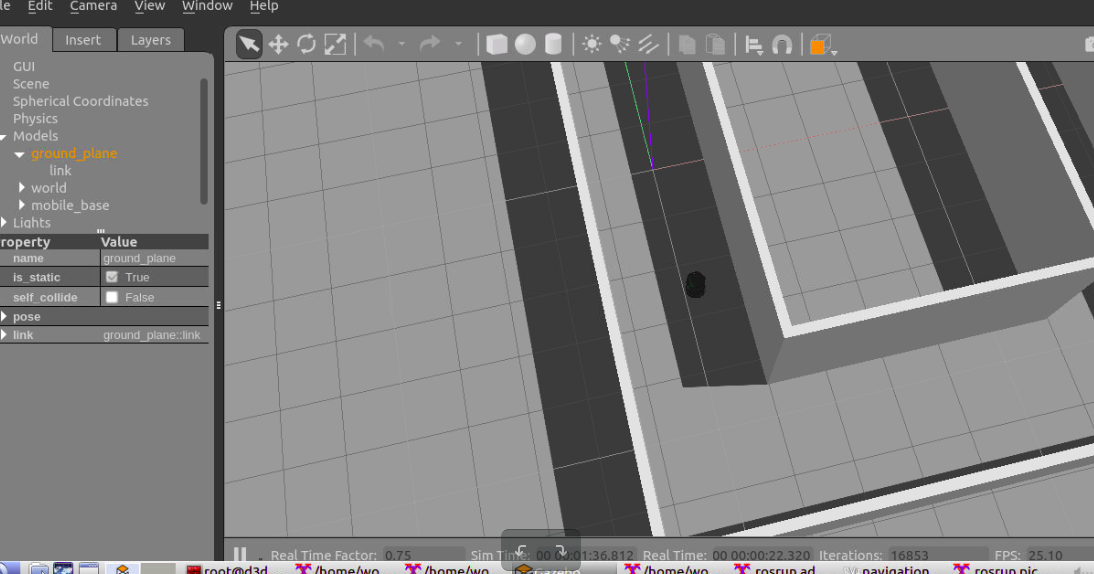 le Edit Camera View Window Help
World Insert Layers
GUI
Scene
Spherical Coordinates
Physics
Models
ground_plane
link
world
mobile_base
Lights
roperty Value
name ground_plane
is_static True
self_collide False
pose
link ground_plane::link
Real Time Factor: 0.75 Sim Time: 00 00:01:36.812 Real Time: 00 00:00:22.320 Iterations: 16853 FPS: 25.10
root@d3d /home/wo /home/wo Gazebo /home/wo rosrun ad navigation rosrun pic